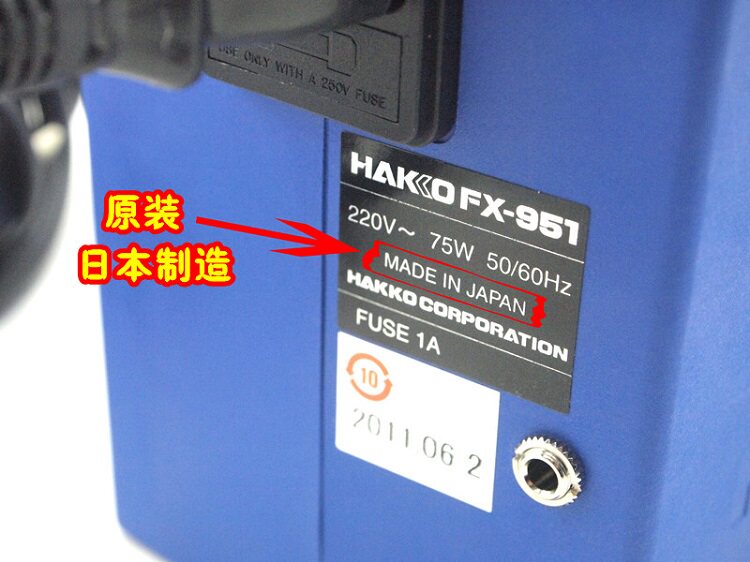 USE ONLY WITH A 250V FUSE
HAKKO FX-951
220V～ 75W 50/60Hz
MADE IN JAPAN
HAKKO CORPORATION
FUSE 1A
原装
日本制造
10
2011.06 2